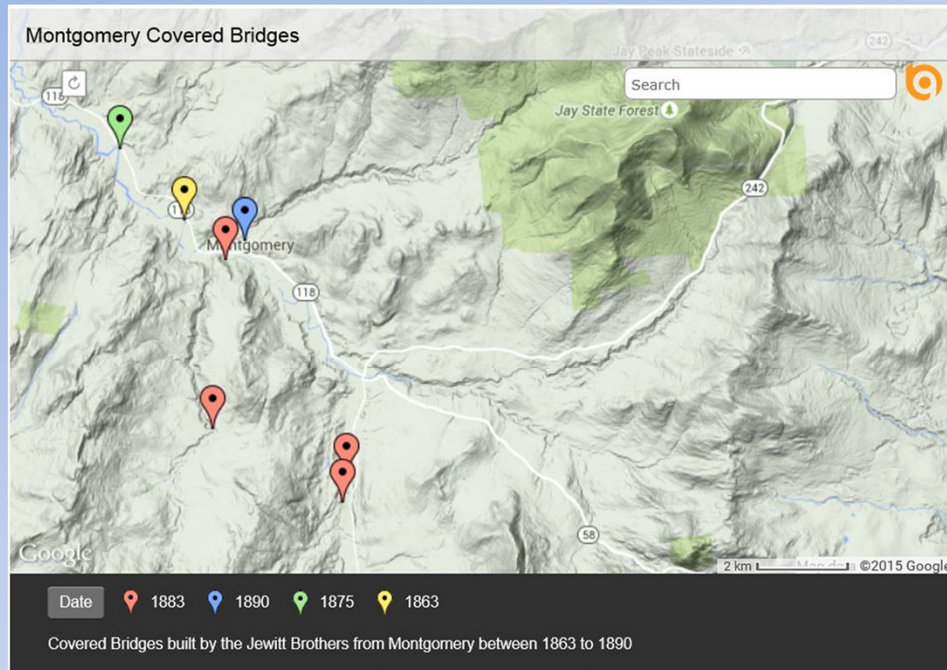 Montgomery Covered Bridges
Jay Peak Stateside
242
Search
118
Jay State Forest
242
Montgomery
118
58
Google
2 km
Map data ©2015 Google
Date 1883 1890 1875 1863
Covered Bridges built by the Jewitt Brothers from Montgomery between 1863 to 1890